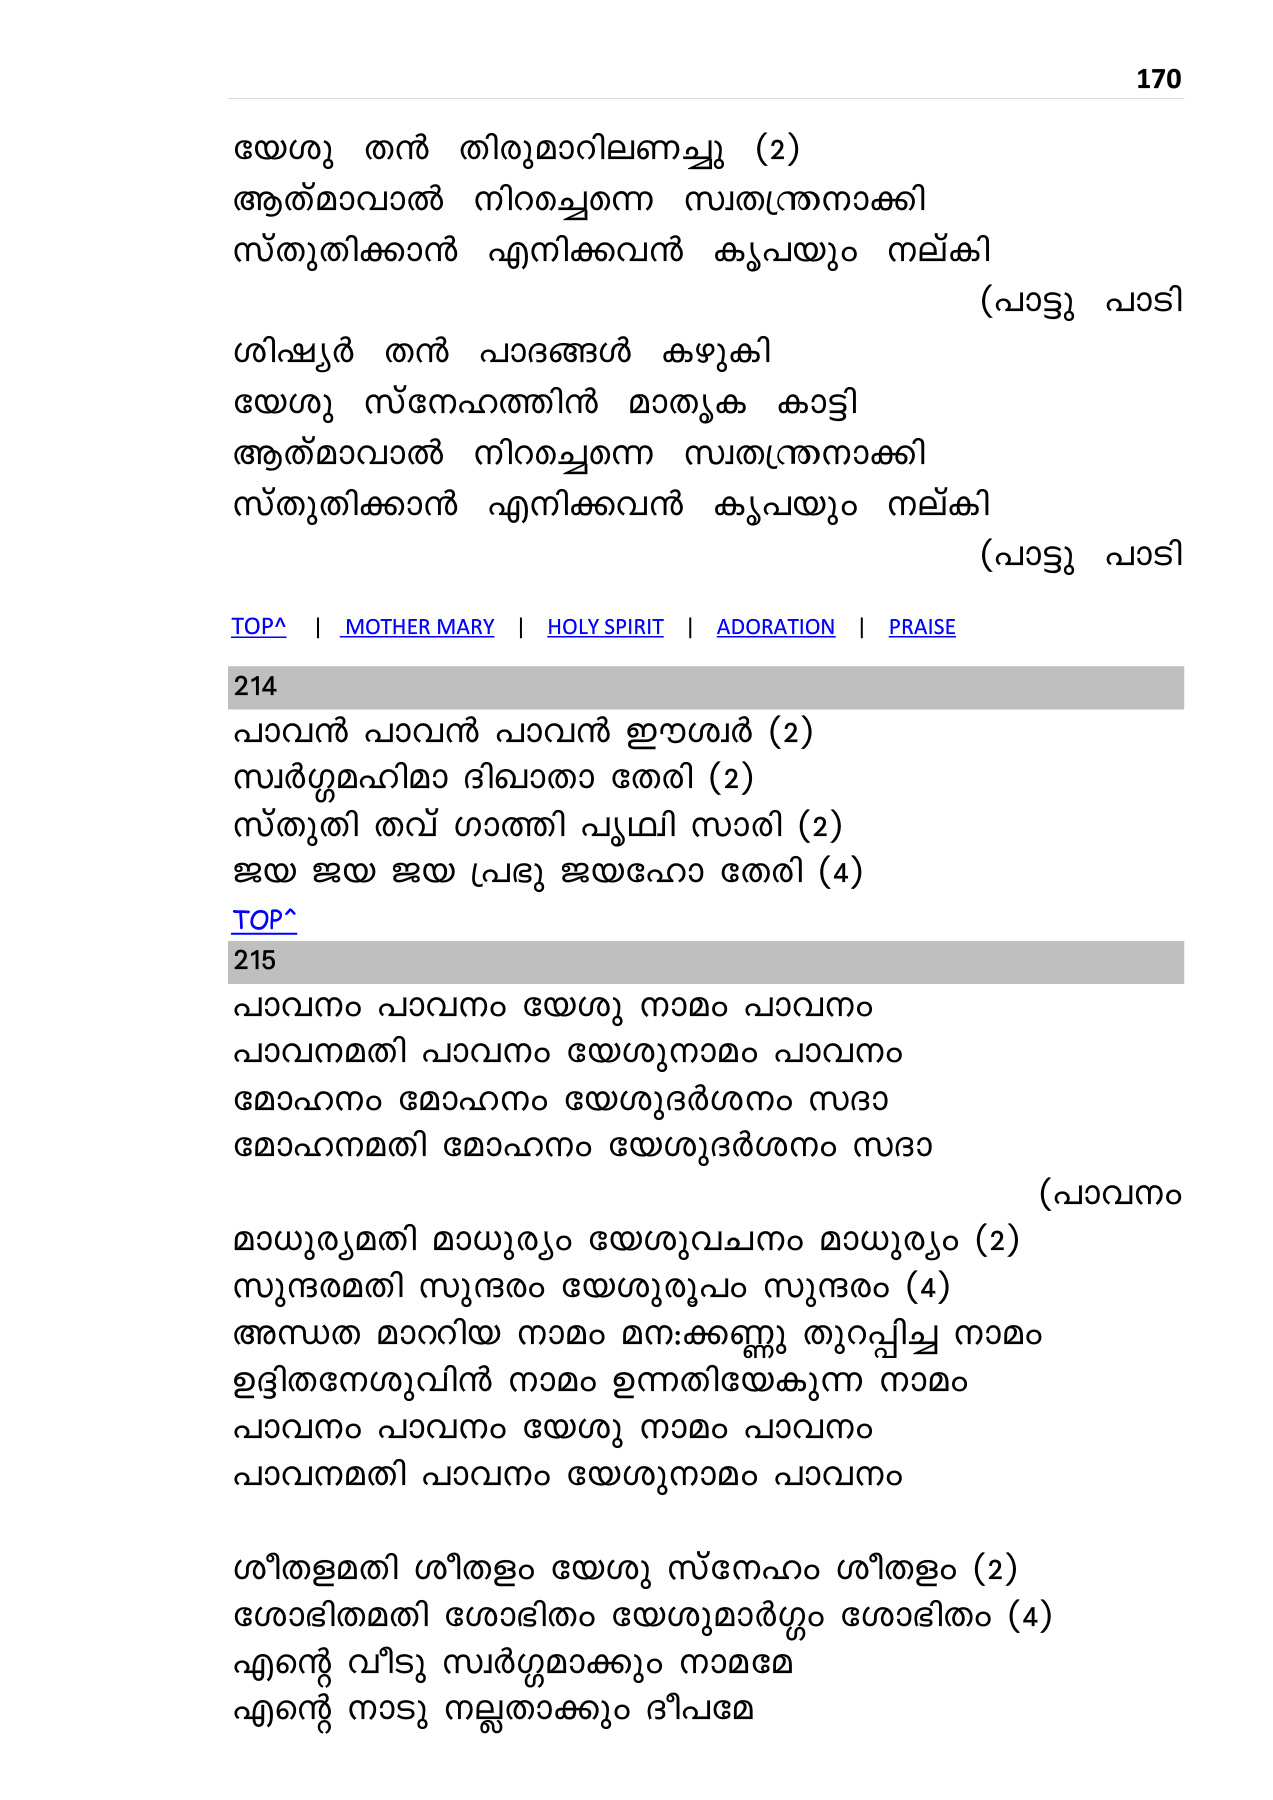 170
യേശു തൻ തിരുമാറിലണച്ചു (2)
ആത്മാവാൽ നിറച്ചെന്നെ സ്വതന്ത്രനാക്കി
സ്തുതിക്കാൻ എനിക്കവൻ കൃപയും നല്കി
(പാട്ടു പാടി
ശിഷ്യർ തൻ പാദങ്ങൾ കഴുകി
യേശു സ്നേഹത്തിൻ മാതൃക കാട്ടി
ആത്മാവാൽ നിറച്ചെന്നെ സ്വതന്ത്രനാക്കി
സ്തുതിക്കാൻ എനിക്കവൻ കൃപയും നല്കി
(പാട്ടു പാടി
TOP^ | MOTHER MARY | HOLY SPIRIT | ADORATION | PRAISE
214
പാവൻ പാവൻ പാവൻ ഈശ്വർ (2)
സ്വർഗ്ഗമഹിമാ ദിഖാതാ തേരി (2)
സ്തുതി തവ് ഗാത്തി പൃഥ്വി സാരി (2)
ജയ ജയ ജയ പ്രഭു ജയഹോ തേരി (4)
TOP^
215
പാവനം പാവനം യേശു നാമം പാവനം
പാവനമതി പാവനം യേശുനാമം പാവനം
മോഹനം മോഹനം യേശുദർശനം സദാ
മോഹനമതി മോഹനം യേശുദർശനം സദാ
(പാവനം
മാധുര്യമതി മാധുര്യം യേശുവചനം മാധുര്യം (2)
സുന്ദരമതി സുന്ദരം യേശുരൂപം സുന്ദരം (4)
അന്ധത മാററിയ നാമം മന:ക്കണ്ണു തുറപ്പിച്ച നാമം
ഉദ്ദിതനേശുവിൻ നാമം ഉന്നതിയേകുന്ന നാമം
പാവനം പാവനം യേശു നാമം പാവനം
പാവനമതി പാവനം യേശുനാമം പാവനം
ശീതളമതി ശീതളം യേശു സ്നേഹം ശീതളം (2)
ശോഭിതമതി ശോഭിതം യേശുമാർഗ്ഗം ശോഭിതം (4)
എന്റെ വീടു സ്വർഗ്ഗമാക്കും നാമമേ
എന്റെ നാടു നല്ലതാക്കും ദീപമേ